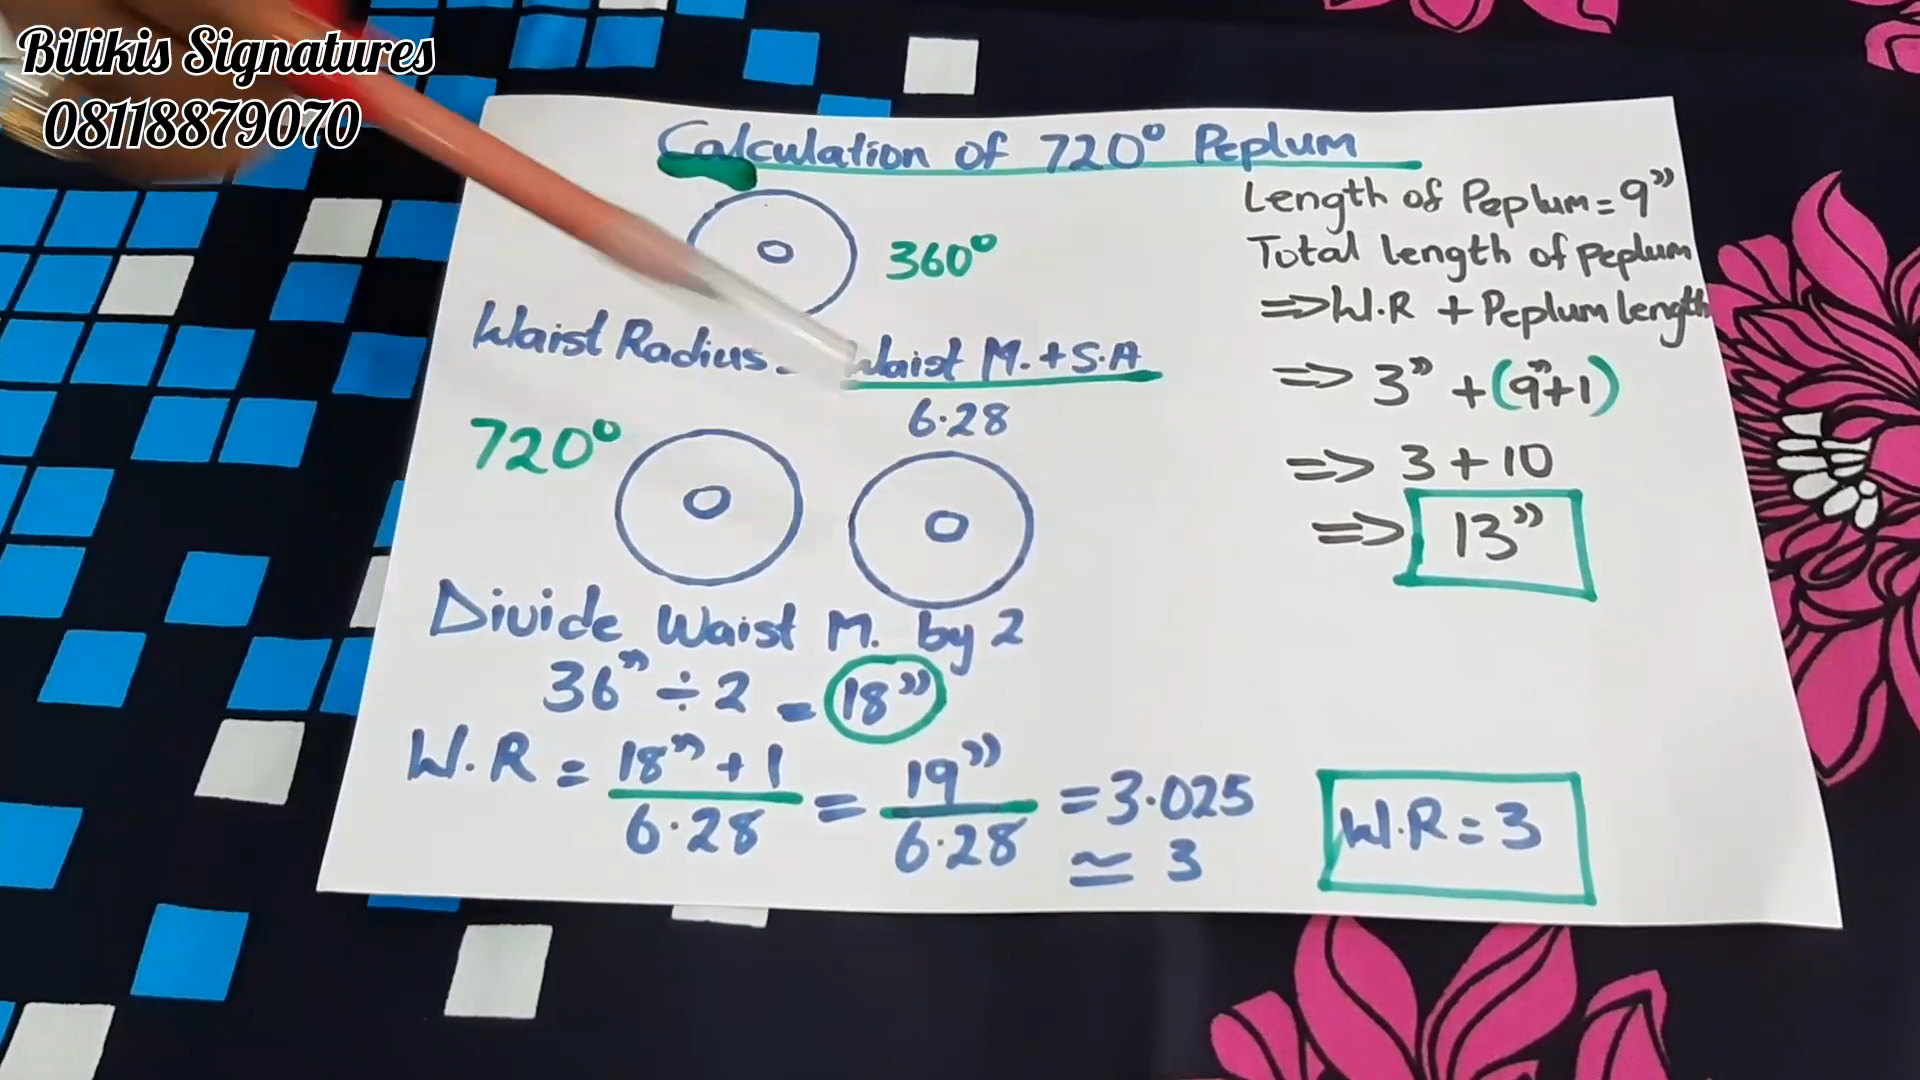 Bilikis Signatures
08118879070
Calculation of 720° Peplum
360°
Waist Radius = Waist M. + S.A
6.28
720°
Divide Waist M. by 2
36" ÷ 2 = 18"
W.R = 18" + 1 = 19" = 3.025
6.28 6.28 ≃ 3
Length of Peplum = 9"
Total length of peplum
=> W.R + Peplum length
=> 3" + (9"+1)
=> 3 + 10
=> 13"
W.R = 3